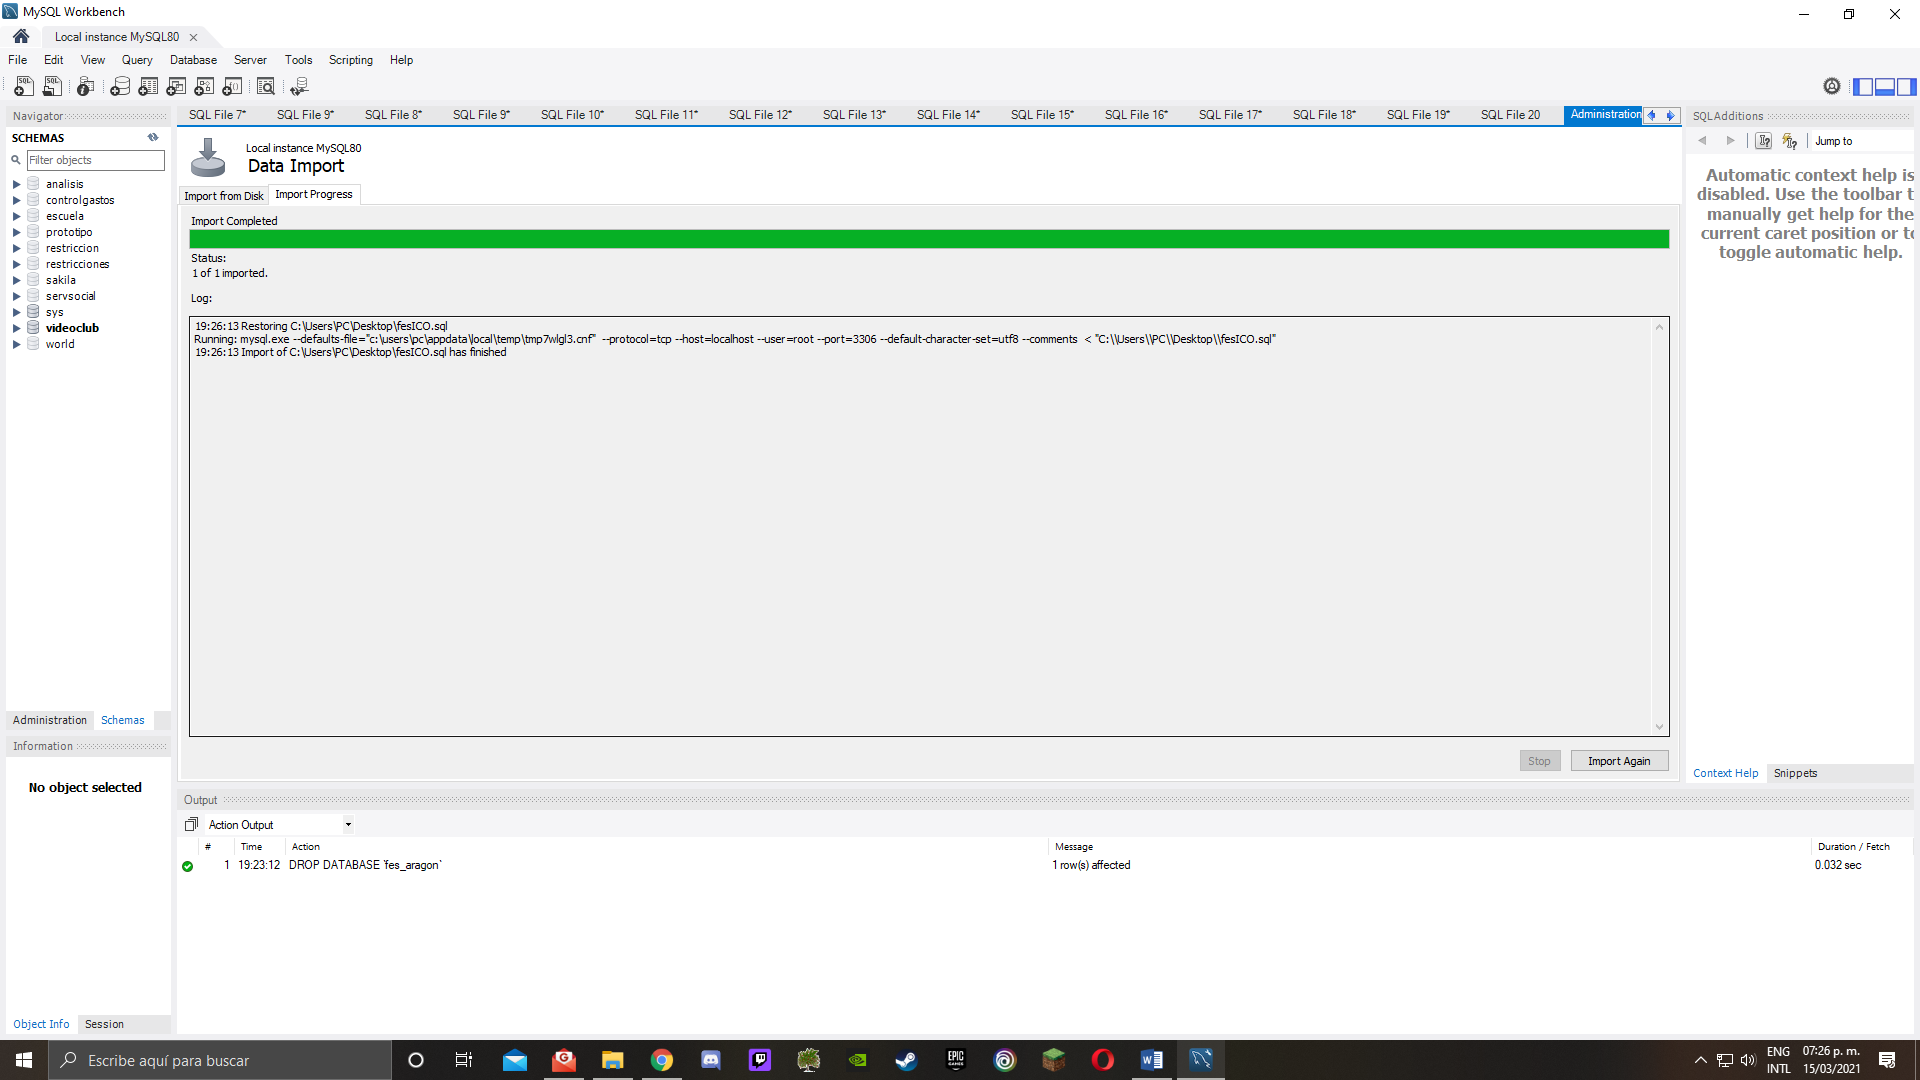 MySQL Workbench
Local instance MySQL80
File Edit View Query Database Server Tools Scripting Help
Navigator
SCHEMAS
Filter objects
analisis
controlgastos
escuela
prototipo
restriccion
restricciones
sakila
servsocial
sys
videoclub
world
Administration Schemas
Information
No object selected
Object Info Session
SQL File 7* SQL File 9* SQL File 8* SQL File 9* SQL File 10* SQL File 11* SQL File 12* SQL File 13* SQL File 14* SQL File 15* SQL File 16* SQL File 17* SQL File 18* SQL File 19* SQL File 20 Administration
Local instance MySQL80
Data Import
Import from Disk Import Progress
Import Completed
Status:
1 of 1 imported.
Log:
19:26:13 Restoring C:\Users\PC\Desktop\fesICO.sql
Running: mysql.exe --defaults-file="c:\users\pc\appdata\local\temp\tmp7wlgl3.cnf" --protocol=tcp --host=localhost --user=root --port=3306 --default-character-set=utf8 --comments < "C:\\Users\\PC\\Desktop\\fesICO.sql"
19:26:13 Import of C:\Users\PC\Desktop\fesICO.sql has finished
Stop Import Again
SQLAdditions
Jump to
Automatic context help is
disabled. Use the toolbar t
manually get help for the
current caret position or to
toggle automatic help.
Context Help Snippets
Output
Action Output
# Time Action Message Duration / Fetch
1 19:23:12 DROP DATABASE `fes_aragon` 1 row(s) affected 0.032 sec
Escribe aquí para buscar
EPIC
GAMES
ENG
INTL
07:26 p. m.
15/03/2021